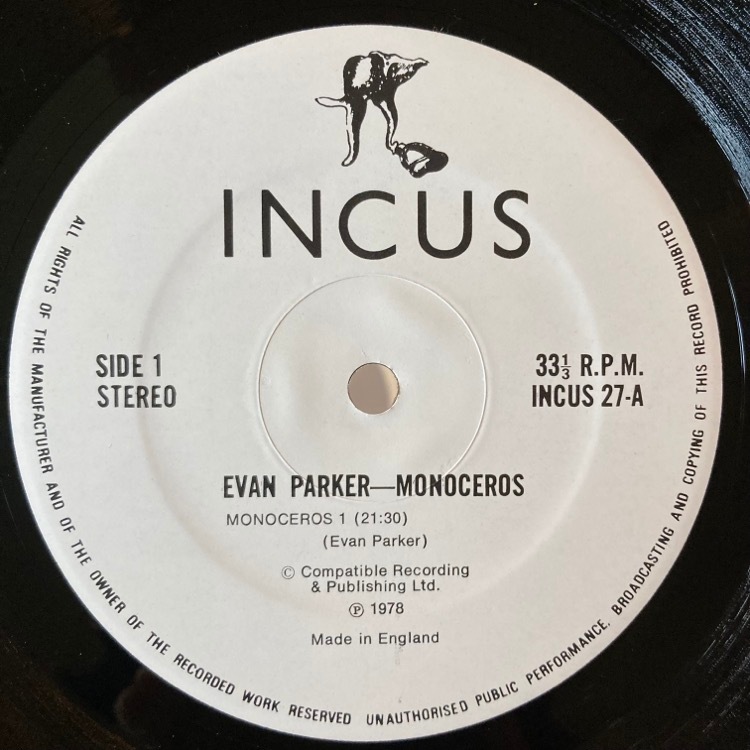 INCUS
SIDE 1
STEREO
33⅓ R.P.M.
INCUS 27-A
EVAN PARKER—MONOCEROS
MONOCEROS 1 (21:30)
(Evan Parker)
© Compatible Recording
& Publishing Ltd.
℗ 1978
Made in England
ALL RIGHTS OF THE MANUFACTURER AND OF THE OWNER OF THE RECORDED WORK RESERVED UNAUTHORISED PUBLIC PERFORMANCE, BROADCASTING AND COPYING OF THIS RECORD PROHIBITED